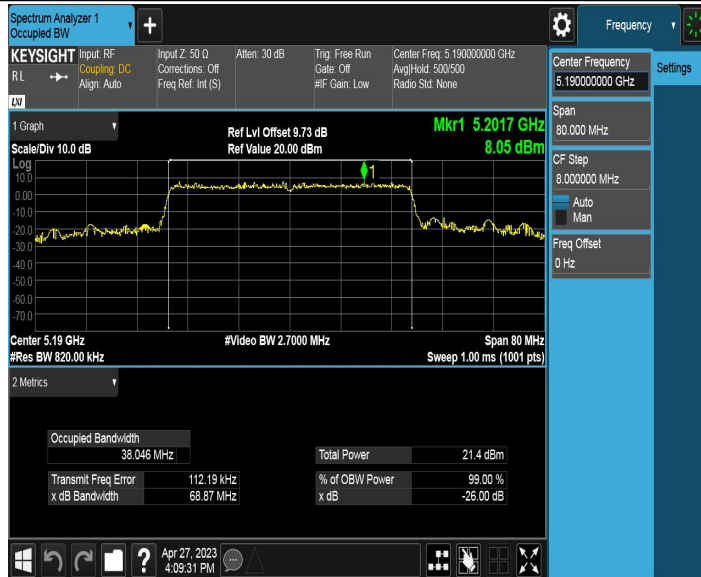 Spectrum Analyzer 1
Occupied BW
+
Frequency
KEYSIGHT
RL
LXI
Input: RF
Coupling: DC
Align: Auto
Input Z: 50 Ω
Corrections: Off
Freq Ref: Int (S)
Atten: 30 dB
Trig: Free Run
Gate: Off
#IF Gain: Low
Center Freq: 5.190000000 GHz
Avg|Hold: 500/500
Radio Std: None
Center Frequency
5.190000000 GHz
Settings
Span
80.000 MHz
CF Step
8.000000 MHz
Auto
Man
Freq Offset
0 Hz
1 Graph
Scale/Div 10.0 dB
Ref Lvl Offset 9.73 dB
Ref Value 20.00 dBm
Mkr1 5.2017 GHz
8.05 dBm
Log
10.0
0.00
-10.0
-20.0
-30.0
-40.0
-50.0
-60.0
-70.0
1
Center 5.19 GHz
#Res BW 820.00 kHz
#Video BW 2.7000 MHz
Span 80 MHz
Sweep 1.00 ms (1001 pts)
2 Metrics
Occupied Bandwidth
38.046 MHz
Total Power 21.4 dBm
Transmit Freq Error 112.19 kHz
% of OBW Power 99.00 %
x dB Bandwidth 68.87 MHz
x dB -26.00 dB
?
Apr 27, 2023
4:09:31 PM